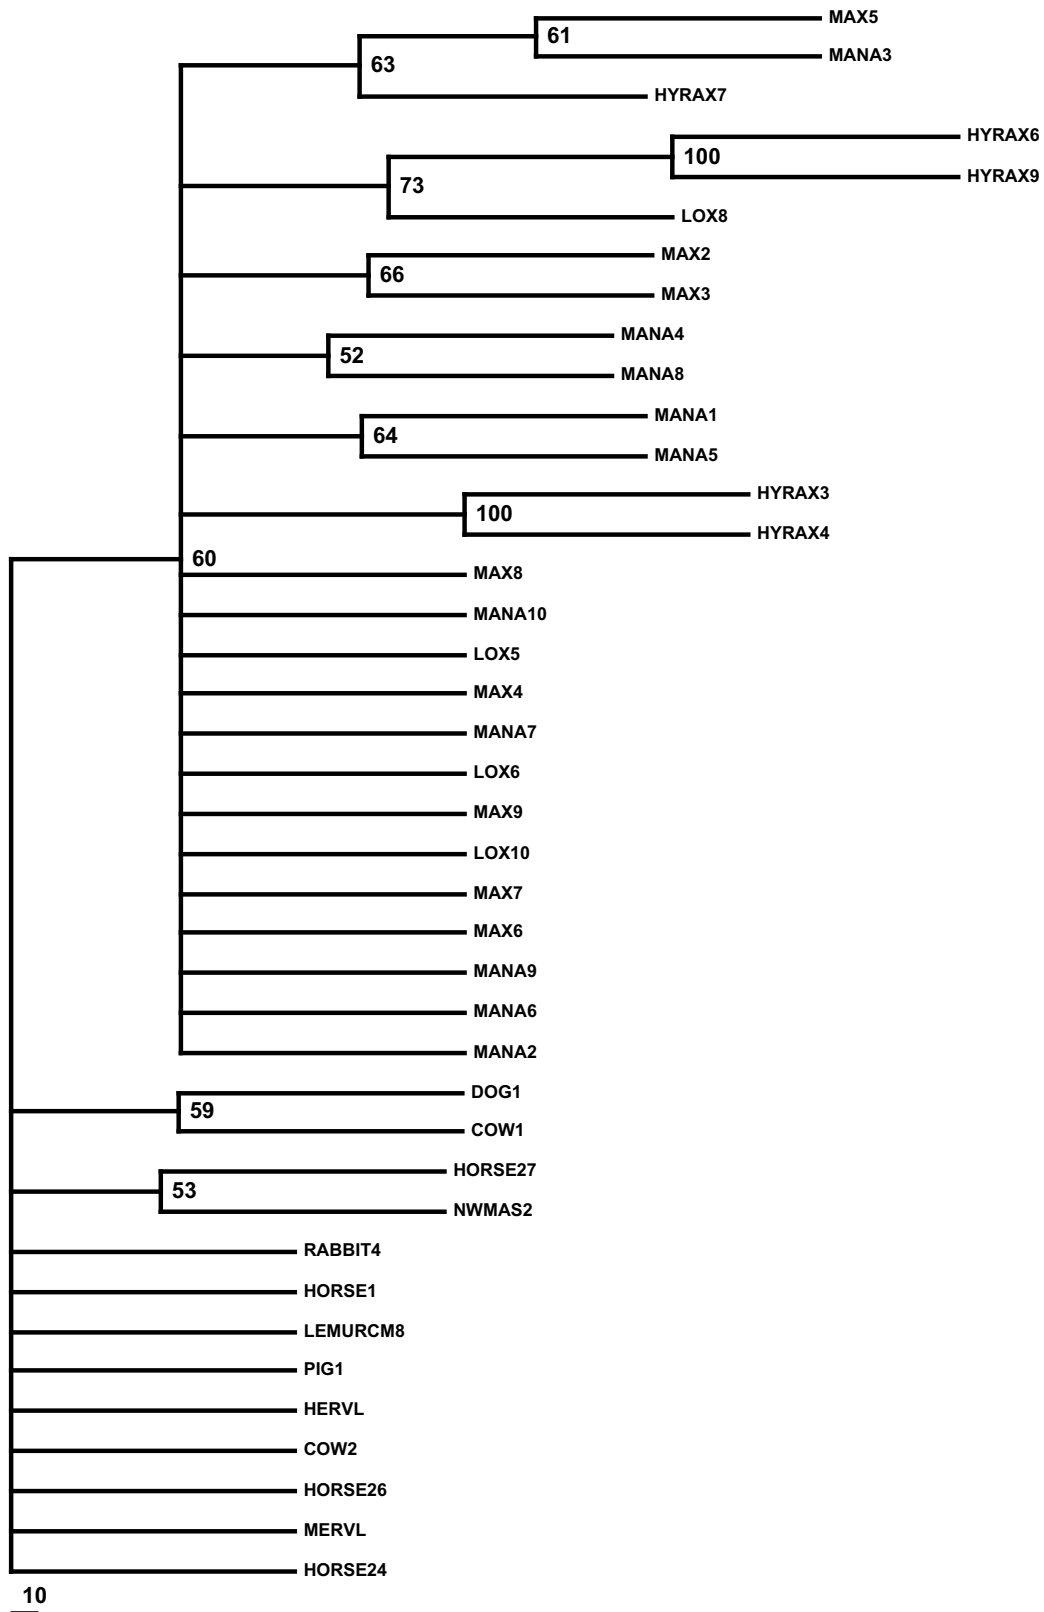 MAX5
61
MANA3
63
HYRAX7
HYRAX6
100
HYRAX9
73
LOX8
MAX2
66
MAX3
MANA4
52
MANA8
MANA1
64
MANA5
HYRAX3
100
HYRAX4
60
MAX8
MANA10
LOX5
MAX4
MANA7
LOX6
MAX9
LOX10
MAX7
MAX6
MANA9
MANA6
MANA2
DOG1
59
COW1
HORSE27
53
NWMAS2
RABBIT4
HORSE1
LEMURCM8
PIG1
HERVL
COW2
HORSE26
MERVL
HORSE24
10